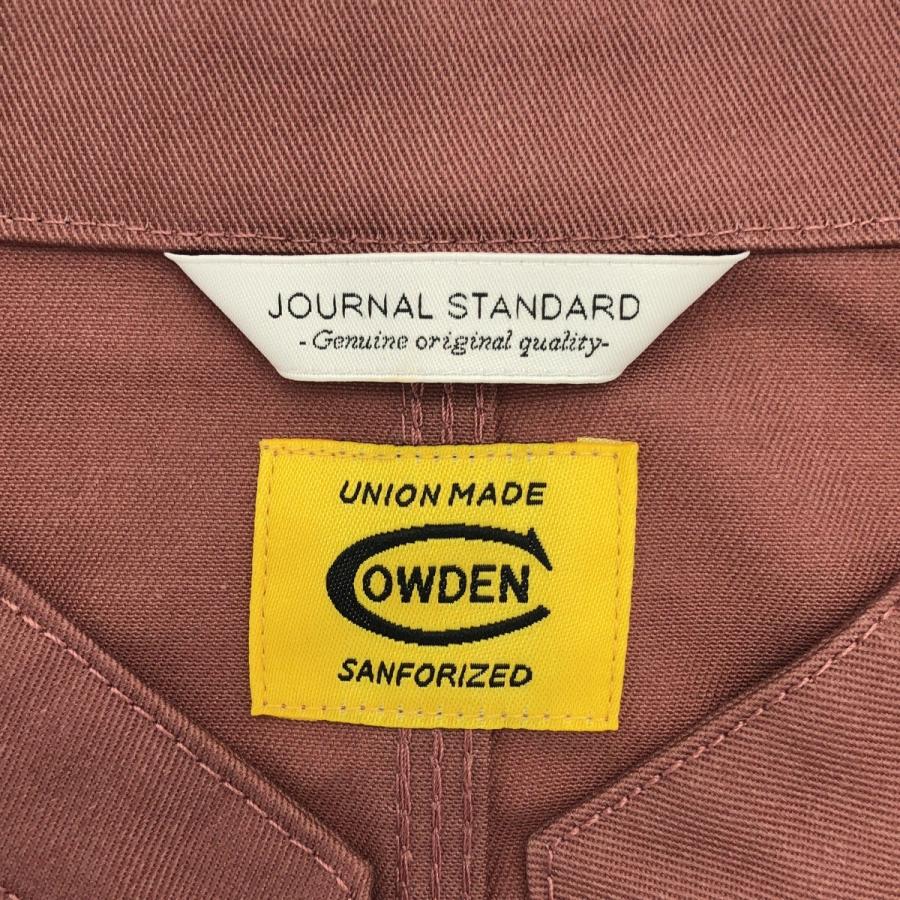 JOURNAL STANDARD
- Genuine original quality-
UNION MADE
COWDEN
SANFORIZED